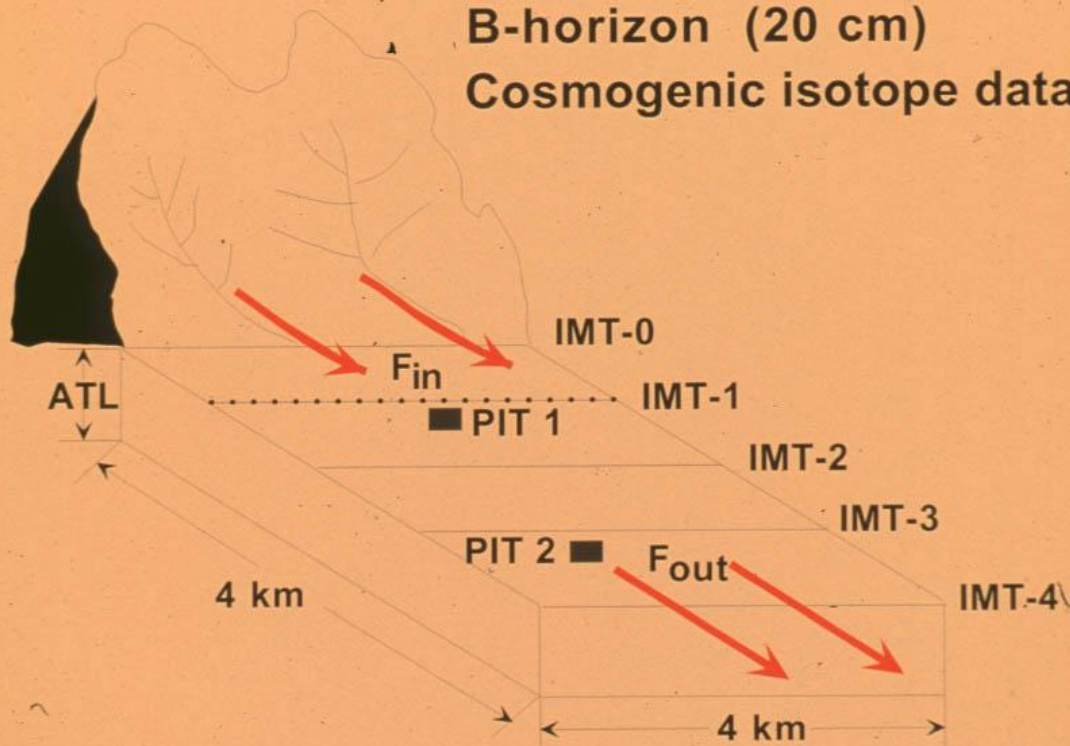 B-horizon (20 cm)
Cosmogenic isotope data
IMT-0
Fin
ATL
IMT-1
PIT 1
IMT-2
IMT-3
PIT 2
Fout
4 km
IMT-4
4 km